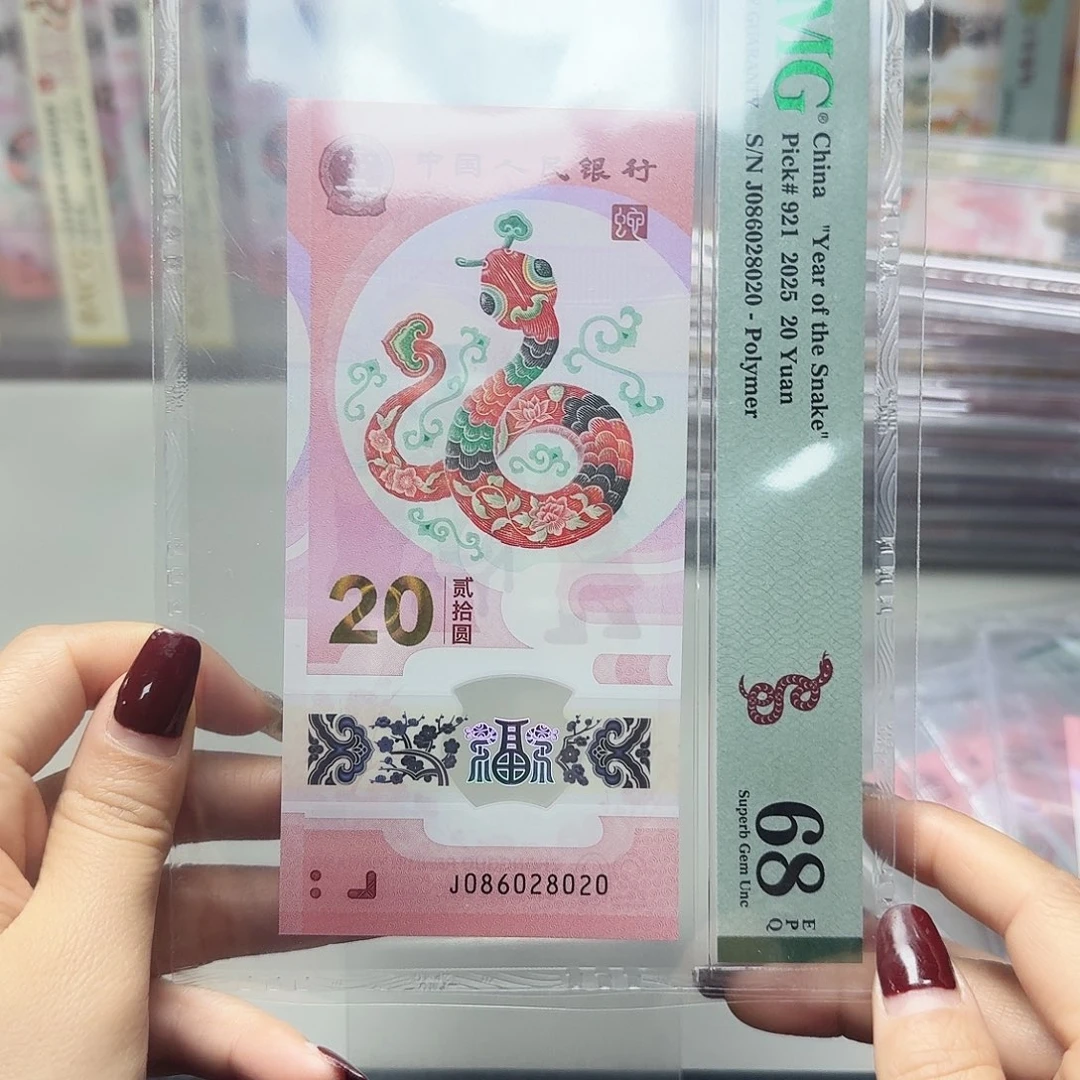 中国人民银行
蛇
20
贰拾圆
福
J086028020
MG®
China "Year of the Snake"
Pick# 921 2025 20 Yuan
S/N J086028020 - Polymer
68 EPQ
Superb Gem Unc